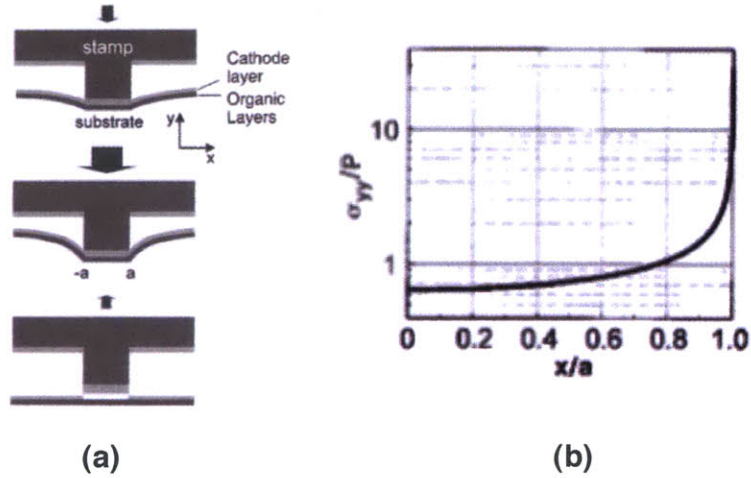 stamp
Cathode
layer
Organic
Layers
substrate
y
x
-a a
(a)
σyy/P
10
1
0 0.2 0.4 0.6 0.8 1.0
x/a
(b)